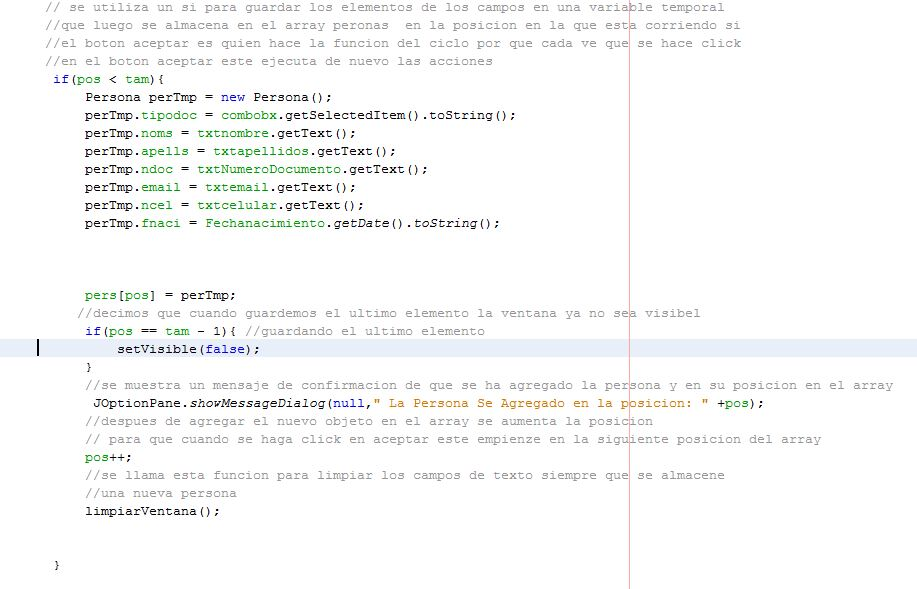 // se utiliza un si para guardar los elementos de los campos en una variable temporal
//que luego se almacena en el array peronas  en la posicion en la que esta corriendo si
//el boton aceptar es quien hace la funcion del ciclo por que cada ve que se hace click
//en el boton aceptar este ejecuta de nuevo las acciones
if(pos < tam){
Persona perTmp = new Persona();
perTmp.tipodoc = combobx.getSelectedItem().toString();
perTmp.noms = txtnombre.getText();
perTmp.apells = txtapellidos.getText();
perTmp.ndoc = txtNumeroDocumento.getText();
perTmp.email = txtemail.getText();
perTmp.ncel = txtcelular.getText();
perTmp.fnaci = Fechanacimiento.getDate().toString();
pers[pos] = perTmp;
//decimos que cuando guardemos el ultimo elemento la ventana ya no sea visibel
if(pos == tam - 1){ //guardando el ultimo elemento
setVisible(false);
}
//se muestra un mensaje de confirmacion de que se ha agregado la persona y en su posicion en el array
JOptionPane.showMessageDialog(null," La Persona Se Agregado en la posicion: " +pos);
//despues de agregar el nuevo objeto en el array se aumenta la posicion
// para que cuando se haga click en aceptar este empienze en la siguiente posicion del array
pos++;
//se llama esta funcion para limpiar los campos de texto siempre que se almacene
//una nueva persona
limpiarVentana();
}